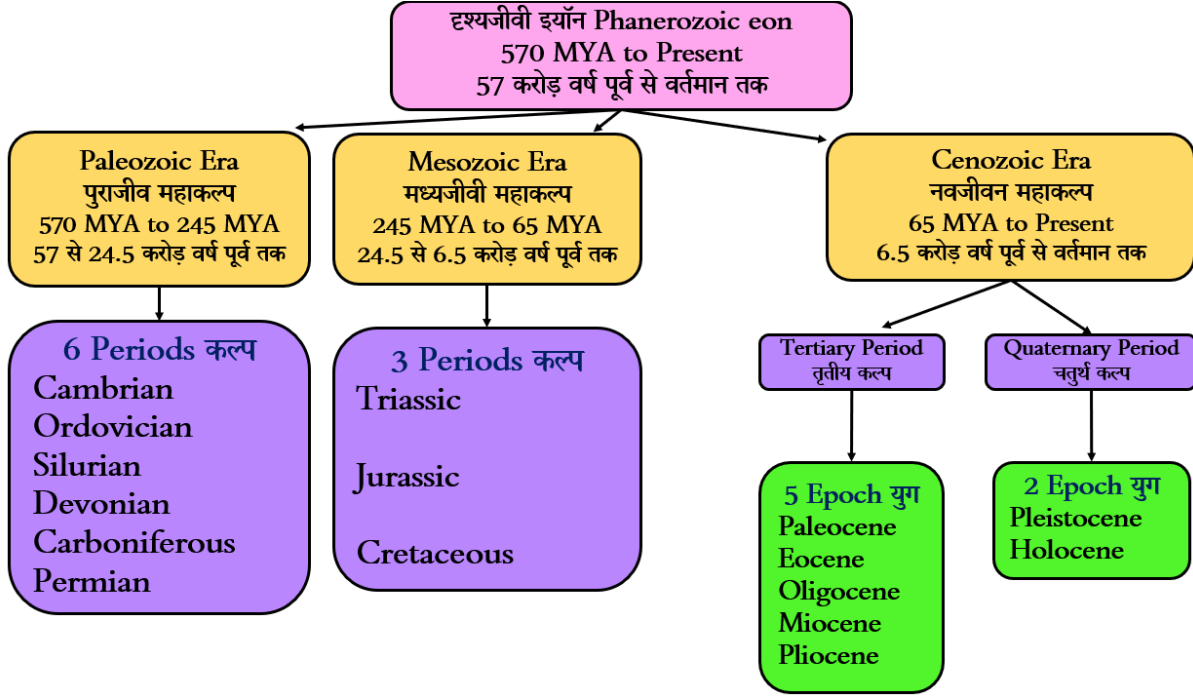 दृश्यजीवी इयॉन Phanerozoic eon
570 MYA to Present
57 करोड़ वर्ष पूर्व से वर्तमान तक
Paleozoic Era
पुराजीव महाकल्प
570 MYA to 245 MYA
57 से 24.5 करोड़ वर्ष पूर्व तक
Mesozoic Era
मध्यजीवी महाकल्प
245 MYA to 65 MYA
24.5 से 6.5 करोड़ वर्ष पूर्व तक
Cenozoic Era
नवजीवन महाकल्प
65 MYA to Present
6.5 करोड़ वर्ष पूर्व से वर्तमान तक
6 Periods कल्प
Cambrian
Ordovician
Silurian
Devonian
Carboniferous
Permian
3 Periods कल्प
Triassic
Jurassic
Cretaceous
Tertiary Period
तृतीय कल्प
Quaternary Period
चतुर्थ कल्प
5 Epoch युग
Paleocene
Eocene
Oligocene
Miocene
Pliocene
2 Epoch युग
Pleistocene
Holocene